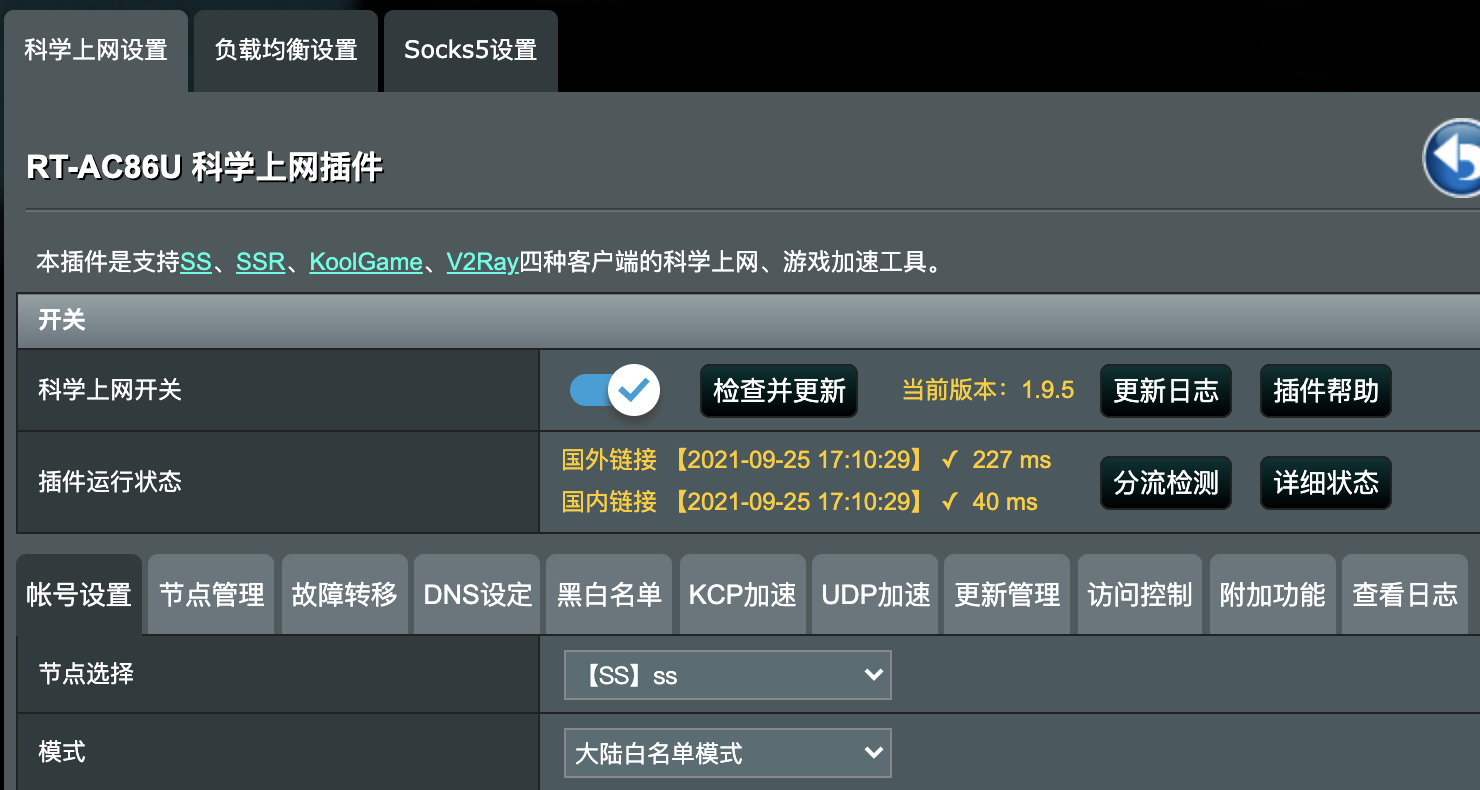 科学上网设置 负载均衡设置 Socks5设置
RT-AC86U 科学上网插件
本插件是支持SS、SSR、KoolGame、V2Ray四种客户端的科学上网、游戏加速工具。
开关
科学上网开关 检查并更新 当前版本：1.9.5 更新日志 插件帮助
插件运行状态 国外链接 【2021-09-25 17:10:29】 ✓ 227 ms
国内链接 【2021-09-25 17:10:29】 ✓ 40 ms 分流检测 详细状态
帐号设置 节点管理 故障转移 DNS设定 黑白名单 KCP加速 UDP加速 更新管理 访问控制 附加功能 查看日志
节点选择 【SS】ss
模式 大陆白名单模式